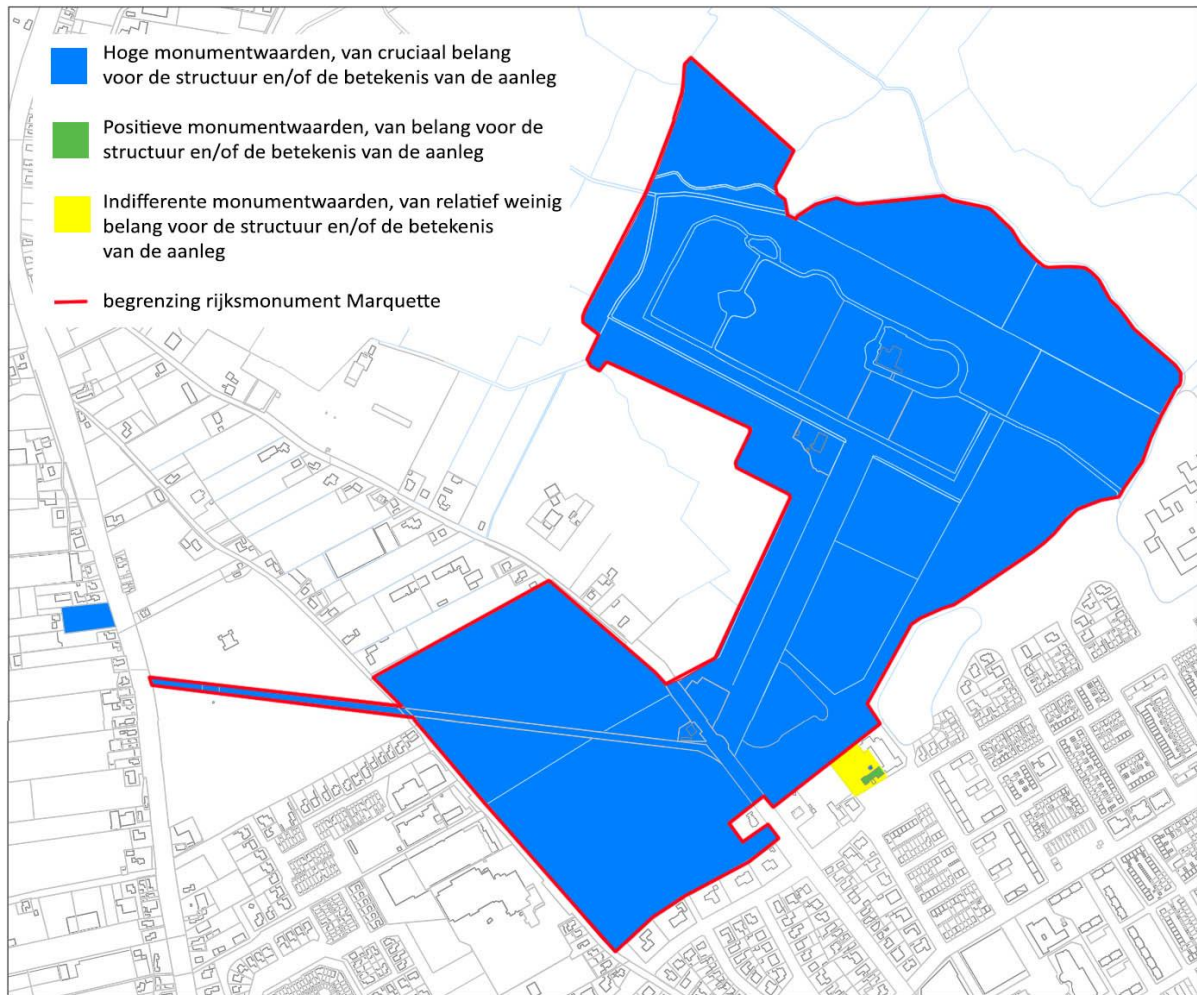 Hoge monumentwaarden, van cruciaal belang
voor de structuur en/of de betekenis van de aanleg
Positieve monumentwaarden, van belang voor de
structuur en/of de betekenis van de aanleg
Indifferente monumentwaarden, van relatief weinig
belang voor de structuur en/of de betekenis
van de aanleg
begrenzing rijksmonument Marquette